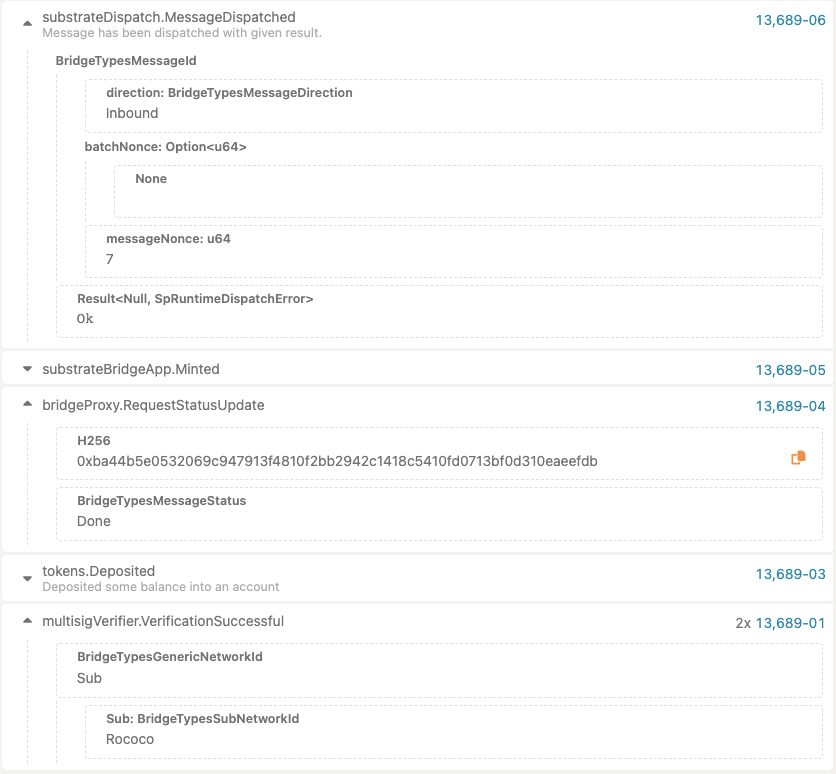 substrateDispatch.MessageDispatched
13,689-06
Message has been dispatched with given result.
BridgeTypesMessageId
direction: BridgeTypesMessageDirection
Inbound
batchNonce: Option<u64>
None
messageNonce: u64
7
Result<Null, SpRuntimeDispatchError>
Ok
substrateBridgeApp.Minted
13,689-05
bridgeProxy.RequestStatusUpdate
13,689-04
H256
0xba44b5e0532069c947913f4810f2bb2942c1418c5410fd0713bf0d310eaeefdb
BridgeTypesMessageStatus
Done
tokens.Deposited
13,689-03
Deposited some balance into an account
multisigVerifier.VerificationSuccessful
2x 13,689-01
BridgeTypesGenericNetworkId
Sub
Sub: BridgeTypesSubNetworkId
Rococo